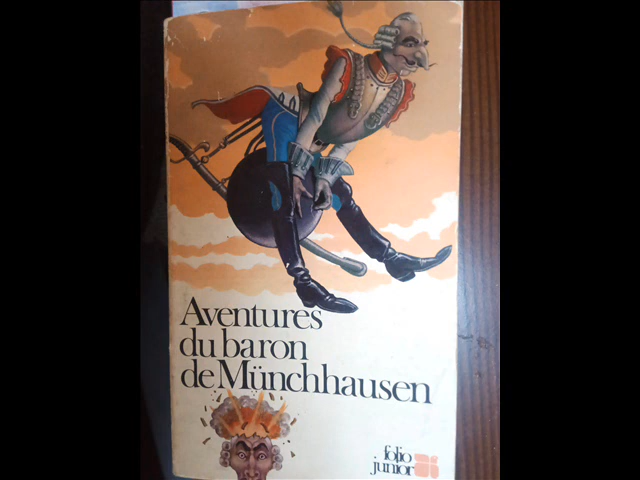 Aventures
du baron
de Münchhausen
folio
junior